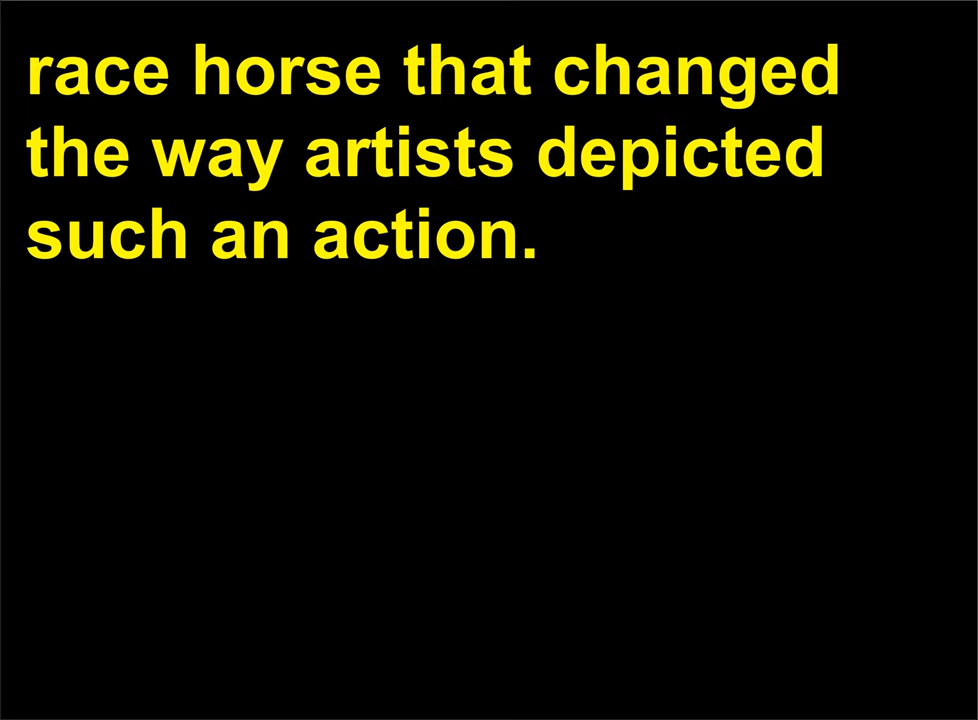 race horse that changed
the way artists depicted
such an action.